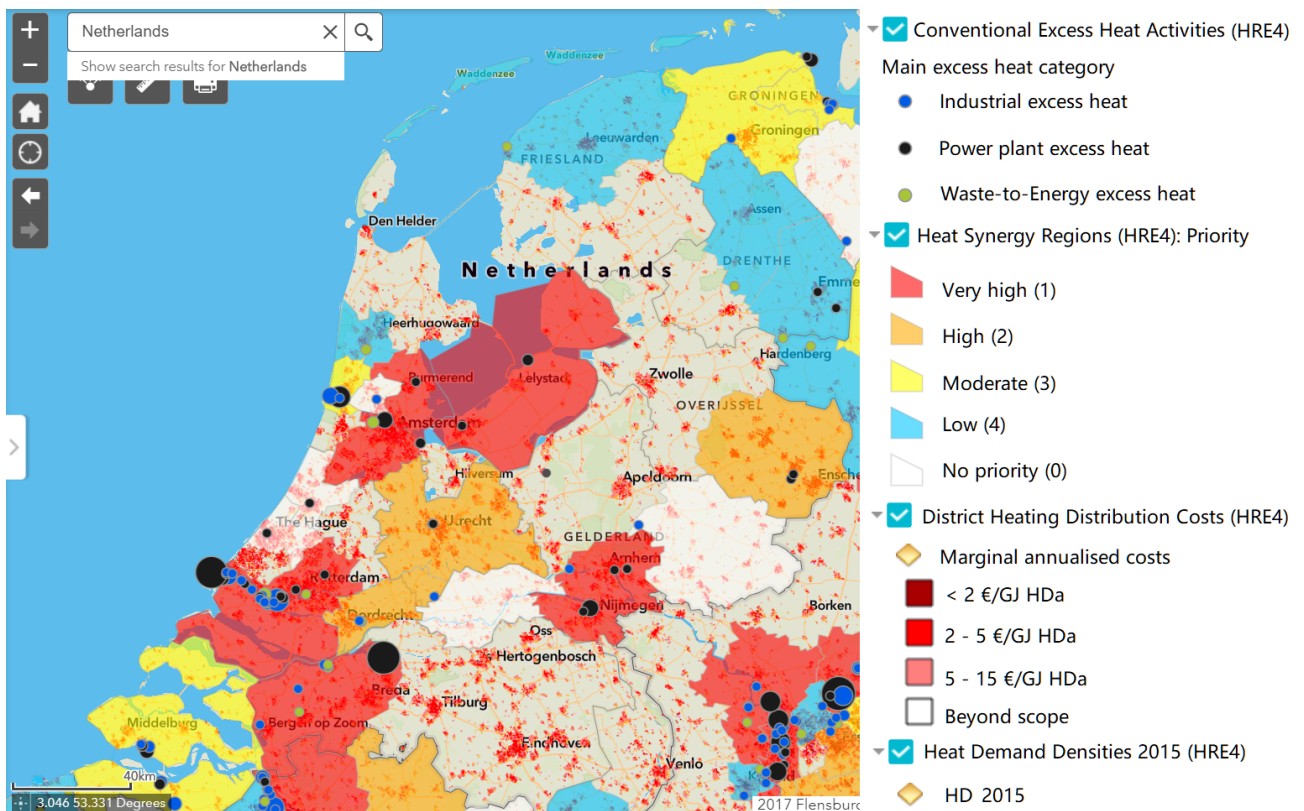 Netherlands
Show search results for Netherlands
Waddenzee
Waddenzee
GRONINGEN
Groningen
Leeuwarden
FRIESLAND
Assen
Den Helder
DRENTHE
Netherlands
Emme
Heerhugowaard
Hardenberg
Purmerend
Lelystad
Zwolle
OVERIJSSEL
Amsterdam
Hilversum
Apeldoorn
Ensche
The Hague
Utrecht
GELDERLAND
Arnhem
Rotterdam
Nijmegen
Borken
Dordrecht
Oss
Hertogenbosch
Breda
Tilburg
Middelburg
Bergen op Zoom
Eindhoven
Venlo
40km
3.046 53.331 Degrees
2017 Flensburg
Conventional Excess Heat Activities (HRE4)
Main excess heat category
Industrial excess heat
Power plant excess heat
Waste-to-Energy excess heat
Heat Synergy Regions (HRE4): Priority
Very high (1)
High (2)
Moderate (3)
Low (4)
No priority (0)
District Heating Distribution Costs (HRE4)
Marginal annualised costs
< 2 €/GJ HDa
2 - 5 €/GJ HDa
5 - 15 €/GJ HDa
Beyond scope
Heat Demand Densities 2015 (HRE4)
HD 2015